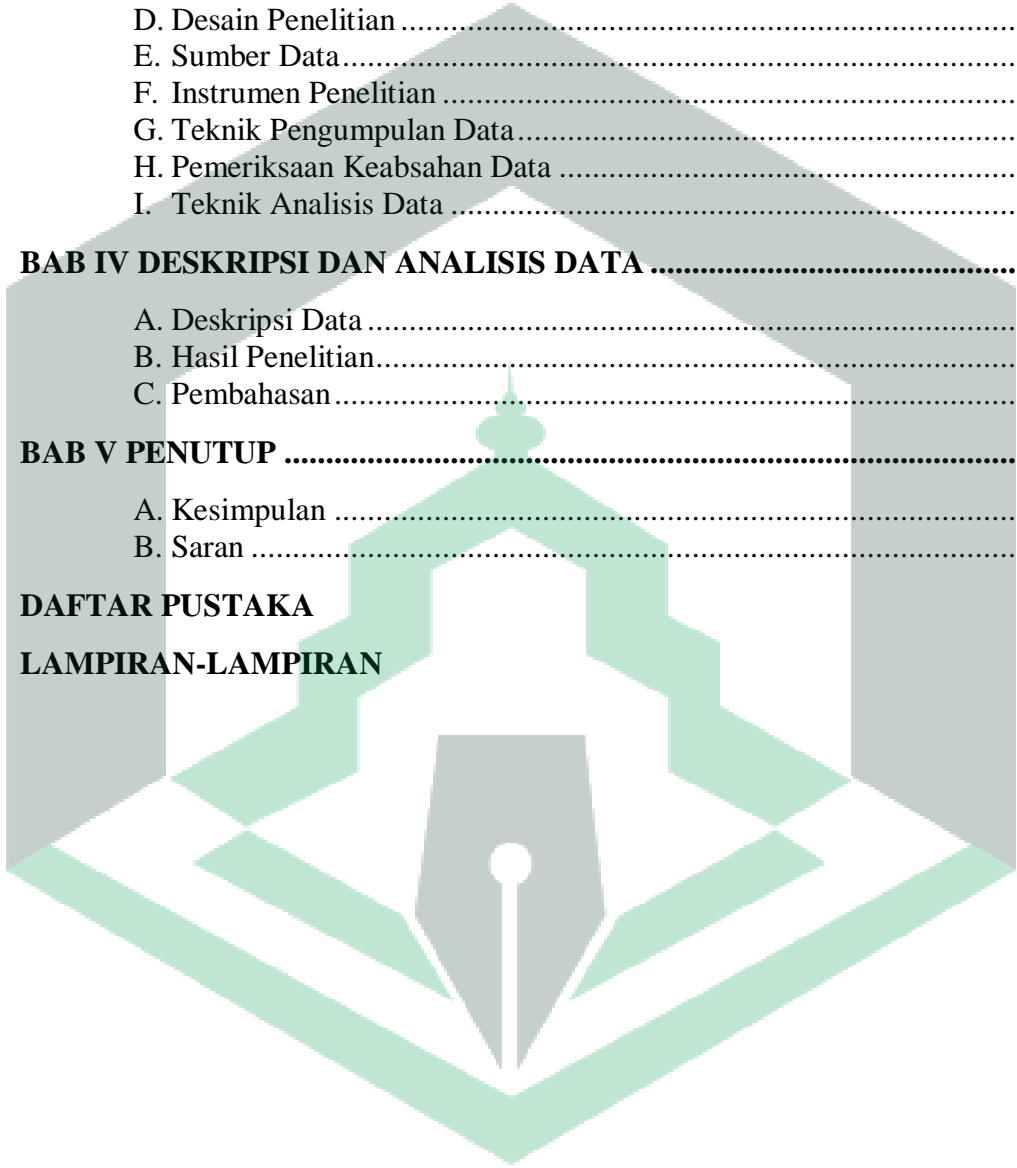 D. Desain Penelitian ..........................................................................
E. Sumber Data.................................................................................
F. Instrumen Penelitian .....................................................................
G. Teknik Pengumpulan Data............................................................
H. Pemeriksaan Keabsahan Data .......................................................
I. Teknik Analisis Data ....................................................................
BAB IV DESKRIPSI DAN ANALISIS DATA ............................................
A. Deskripsi Data ..............................................................................
B. Hasil Penelitian.............................................................................
C. Pembahasan ..................................................................................
BAB V PENUTUP ........................................................................................
A. Kesimpulan ..................................................................................
B. Saran ............................................................................................
DAFTAR PUSTAKA
LAMPIRAN-LAMPIRAN